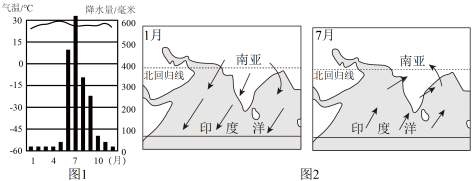 气温/℃ 降水量/毫米
30 600
15 500
0 400
-15 300
-30 200
-45 100
-60 0
1 4 7 10 (月)
图1
1月
南亚
北回归线
印度洋
7月
南亚
北回归线
印度洋
图2